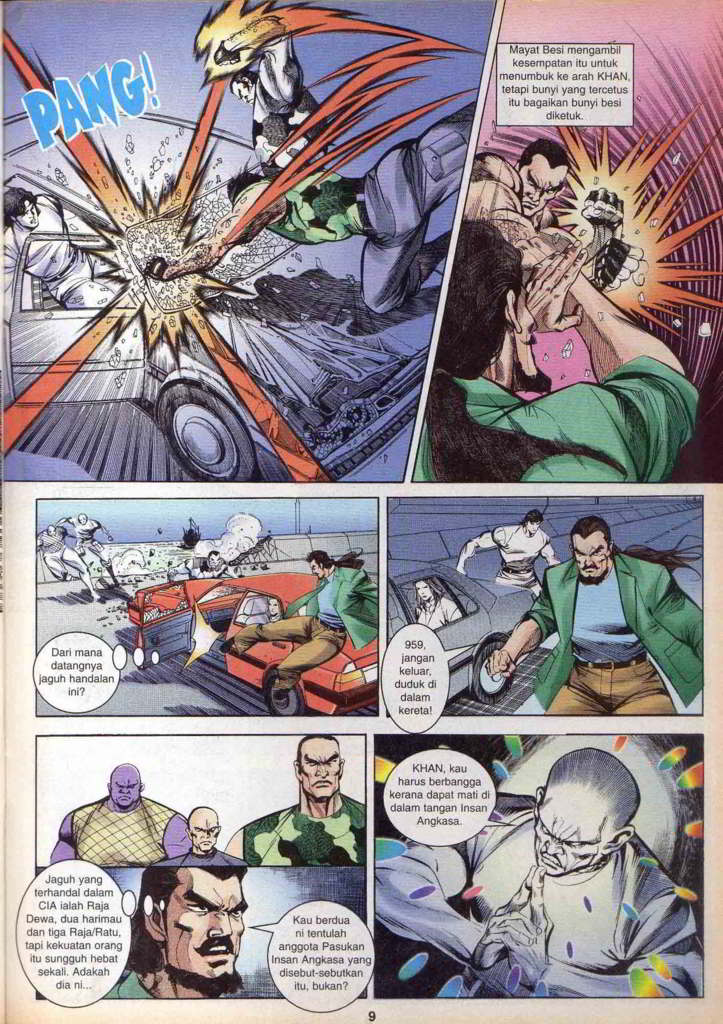 PANG!
Mayat Besi mengambil
kesempatan itu untuk
menumbuk ke arah KHAN,
tetapi bunyi yang tercetus
itu bagaikan bunyi besi
diketuk.
Dari mana
datangnya
jaguh handalan
ini?
959,
jangan
keluar,
duduk di
dalam
kereta!
Jaguh yang
terhandal dalam
CIA ialah Raja
Dewa, dua harimau
dan tiga Raja/Ratu,
tapi kekuatan orang
itu sungguh hebat
sekali. Adakah
dia ni...
Kau berdua
ni tentulah
anggota Pasukan
Insan Angkasa yang
disebut-sebutkan
itu, bukan?
KHAN, kau
harus berbangga
kerana dapat mati di
dalam tangan Insan
Angkasa.
9